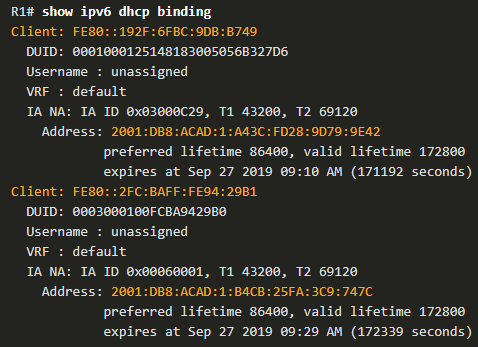 R1# show ipv6 dhcp binding
Client: FE80::192F:6FBC:9DB:B749
DUID: 0001000125148183005056B327D6
Username : unassigned
VRF : default
IA NA: IA ID 0x03000C29, T1 43200, T2 69120
Address: 2001:DB8:ACAD:1:A43C:FD28:9D79:9E42
preferred lifetime 86400, valid lifetime 172800
expires at Sep 27 2019 09:10 AM (171192 seconds)
Client: FE80::2FC:BAFF:FE94:29B1
DUID: 0003000100FCBA9429B0
Username : unassigned
VRF : default
IA NA: IA ID 0x00060001, T1 43200, T2 69120
Address: 2001:DB8:ACAD:1:B4CB:25FA:3C9:747C
preferred lifetime 86400, valid lifetime 172800
expires at Sep 27 2019 09:29 AM (172339 seconds)